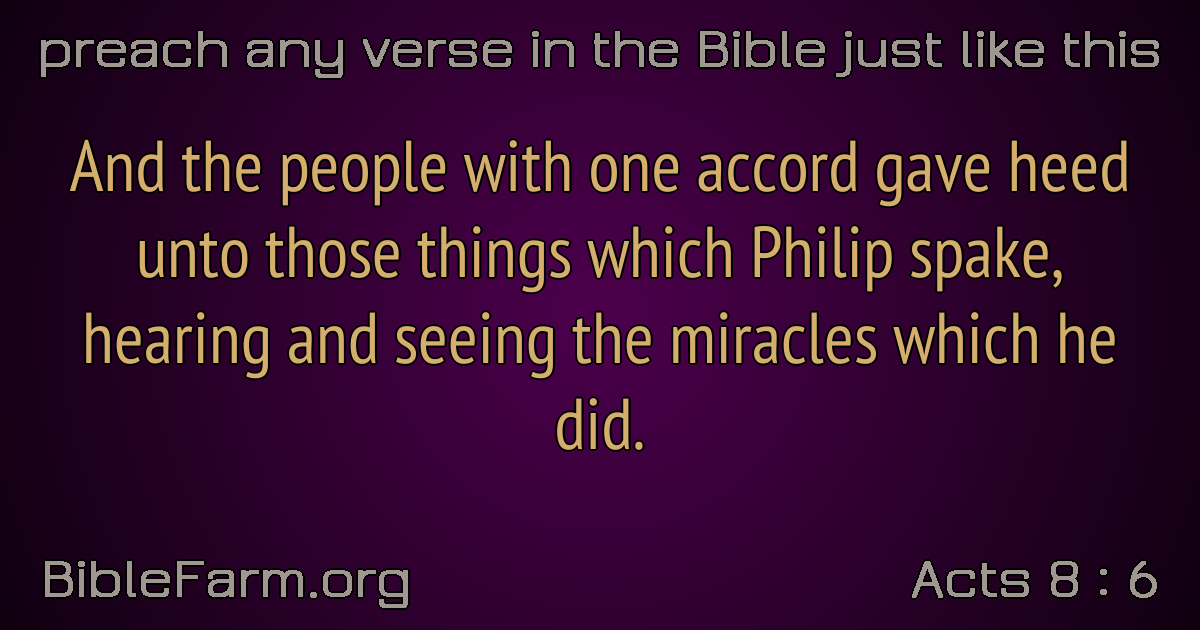 preach any verse in the Bible just like this
And the people with one accord gave heed
unto those things which Philip spake,
hearing and seeing the miracles which he
did.
BibleFarm.org
Acts 8 : 6